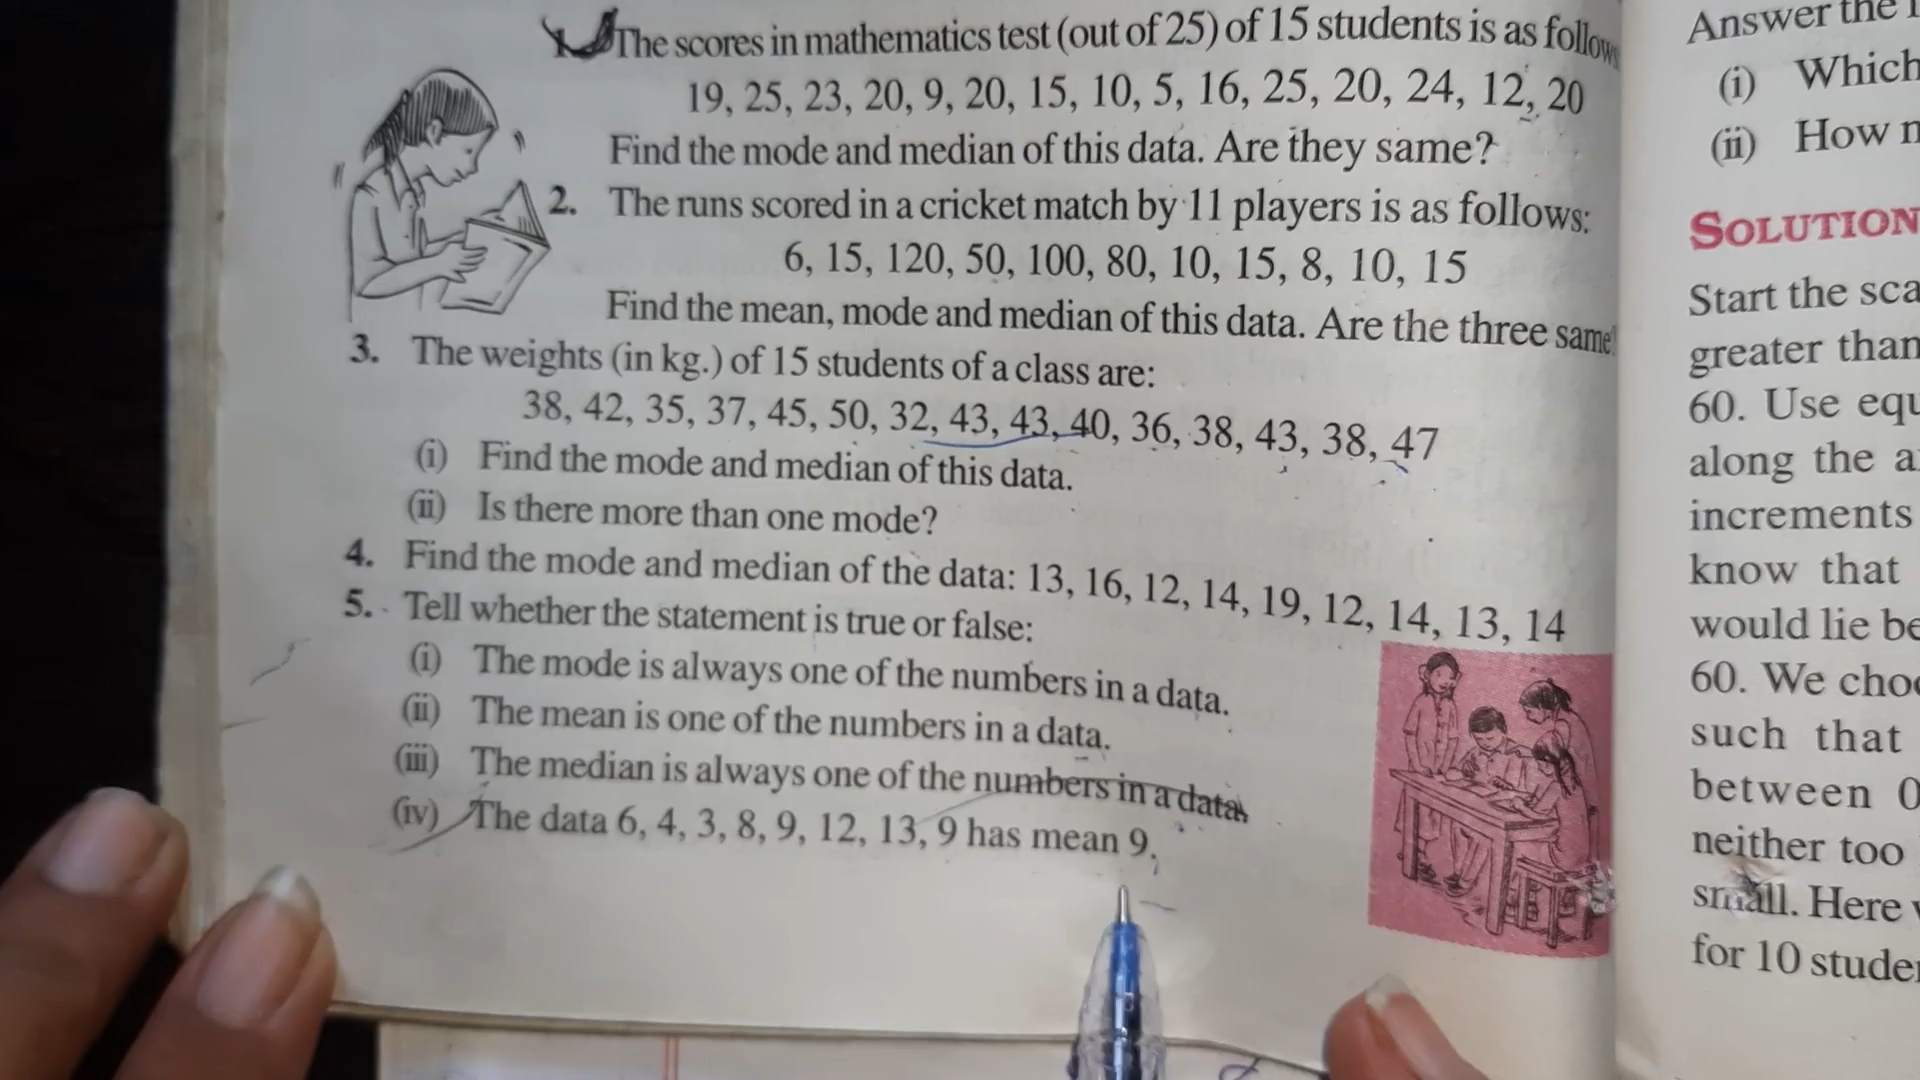 1. The scores in mathematics test (out of 25) of 15 students is as follows
19, 25, 23, 20, 9, 20, 15, 10, 5, 16, 25, 20, 24, 12, 20
Find the mode and median of this data. Are they same?
2. The runs scored in a cricket match by 11 players is as follows:
6, 15, 120, 50, 100, 80, 10, 15, 8, 10, 15
Find the mean, mode and median of this data. Are the three same
3. The weights (in kg.) of 15 students of a class are:
38, 42, 35, 37, 45, 50, 32, 43, 43, 40, 36, 38, 43, 38, 47
(i) Find the mode and median of this data.
(ii) Is there more than one mode?
4. Find the mode and median of the data: 13, 16, 12, 14, 19, 12, 14, 13, 14
5. Tell whether the statement is true or false:
(i) The mode is always one of the numbers in a data.
(ii) The mean is one of the numbers in a data.
(iii) The median is always one of the numbers in a data.
(iv) The data 6, 4, 3, 8, 9, 12, 13, 9 has mean 9.
Answer the
(i) Which
(ii) How
SOLUTION
Start the
greater than
60. Use
along the
increments
know that
would lie
60. We
such that
between 0
neither too
small. Here
for 10